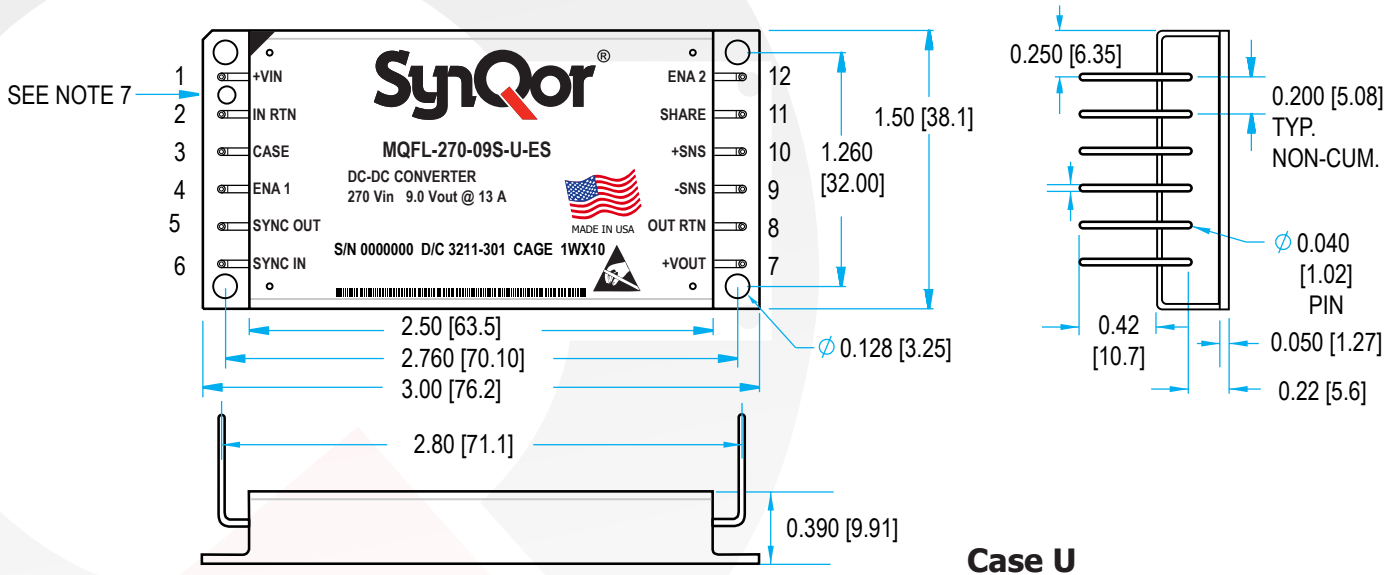 SynQor®
MQFL-270-09S-U-ES
DC-DC CONVERTER
270 Vin 9.0 Vout @ 13 A
MADE IN USA
S/N 0000000 D/C 3211-301 CAGE 1WX10
SEE NOTE 7
1 +VIN
2 IN RTN
3 CASE
4 ENA 1
5 SYNC OUT
6 SYNC IN
ENA 2 12
SHARE 11
+SNS 10
-SNS 9
OUT RTN 8
+VOUT 7
1.260
[32.00]
1.50 [38.1]
2.50 [63.5]
2.760 [70.10]
3.00 [76.2]
∅ 0.128 [3.25]
0.250 [6.35]
0.200 [5.08]
TYP.
NON-CUM.
∅ 0.040
[1.02]
PIN
0.42
[10.7]
0.050 [1.27]
0.22 [5.6]
2.80 [71.1]
0.390 [9.91]
Case U